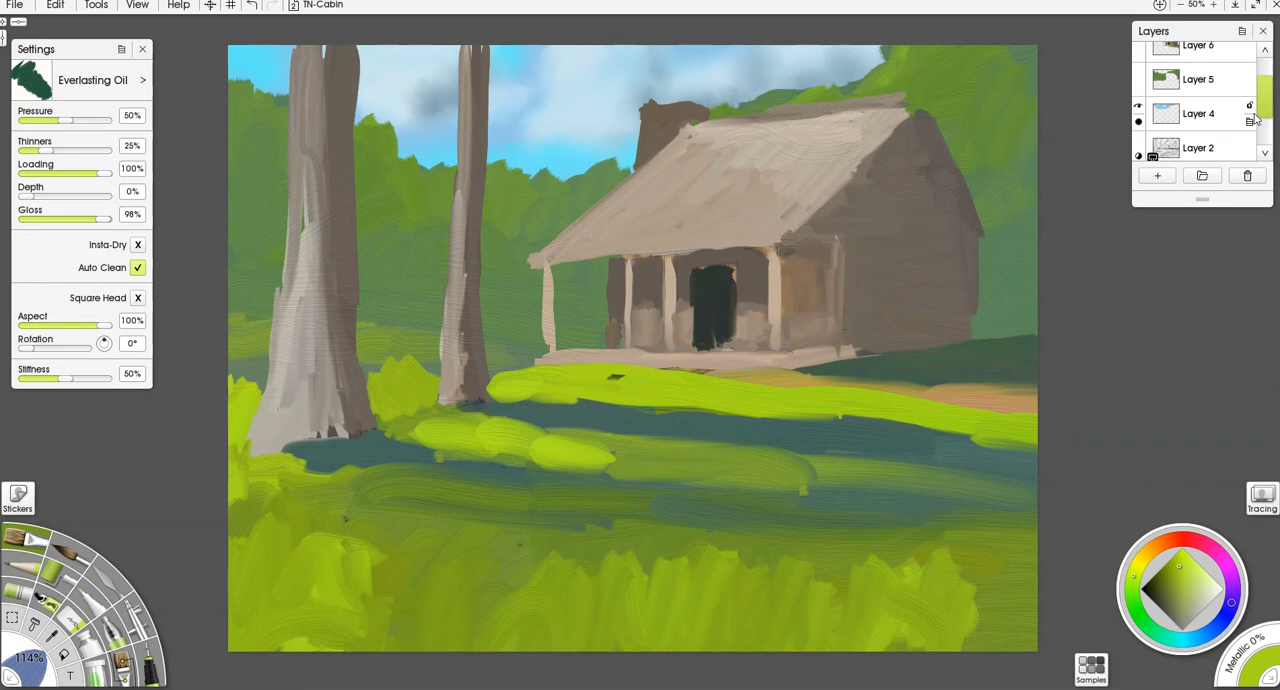 File Edit Tools View Help TN-Cabin 50%
Settings
Everlasting Oil >
Pressure 50%
Thinners 25%
Loading 100%
Depth 0%
Gloss 98%
Insta-Dry X
Auto Clean
Square Head X
Aspect 100%
Rotation 0°
Stiffness 50%
Stickers
114%
T
Layers
Layer 6
Layer 5
Layer 4
Layer 2
Tracing
Metallic 0%
Samples